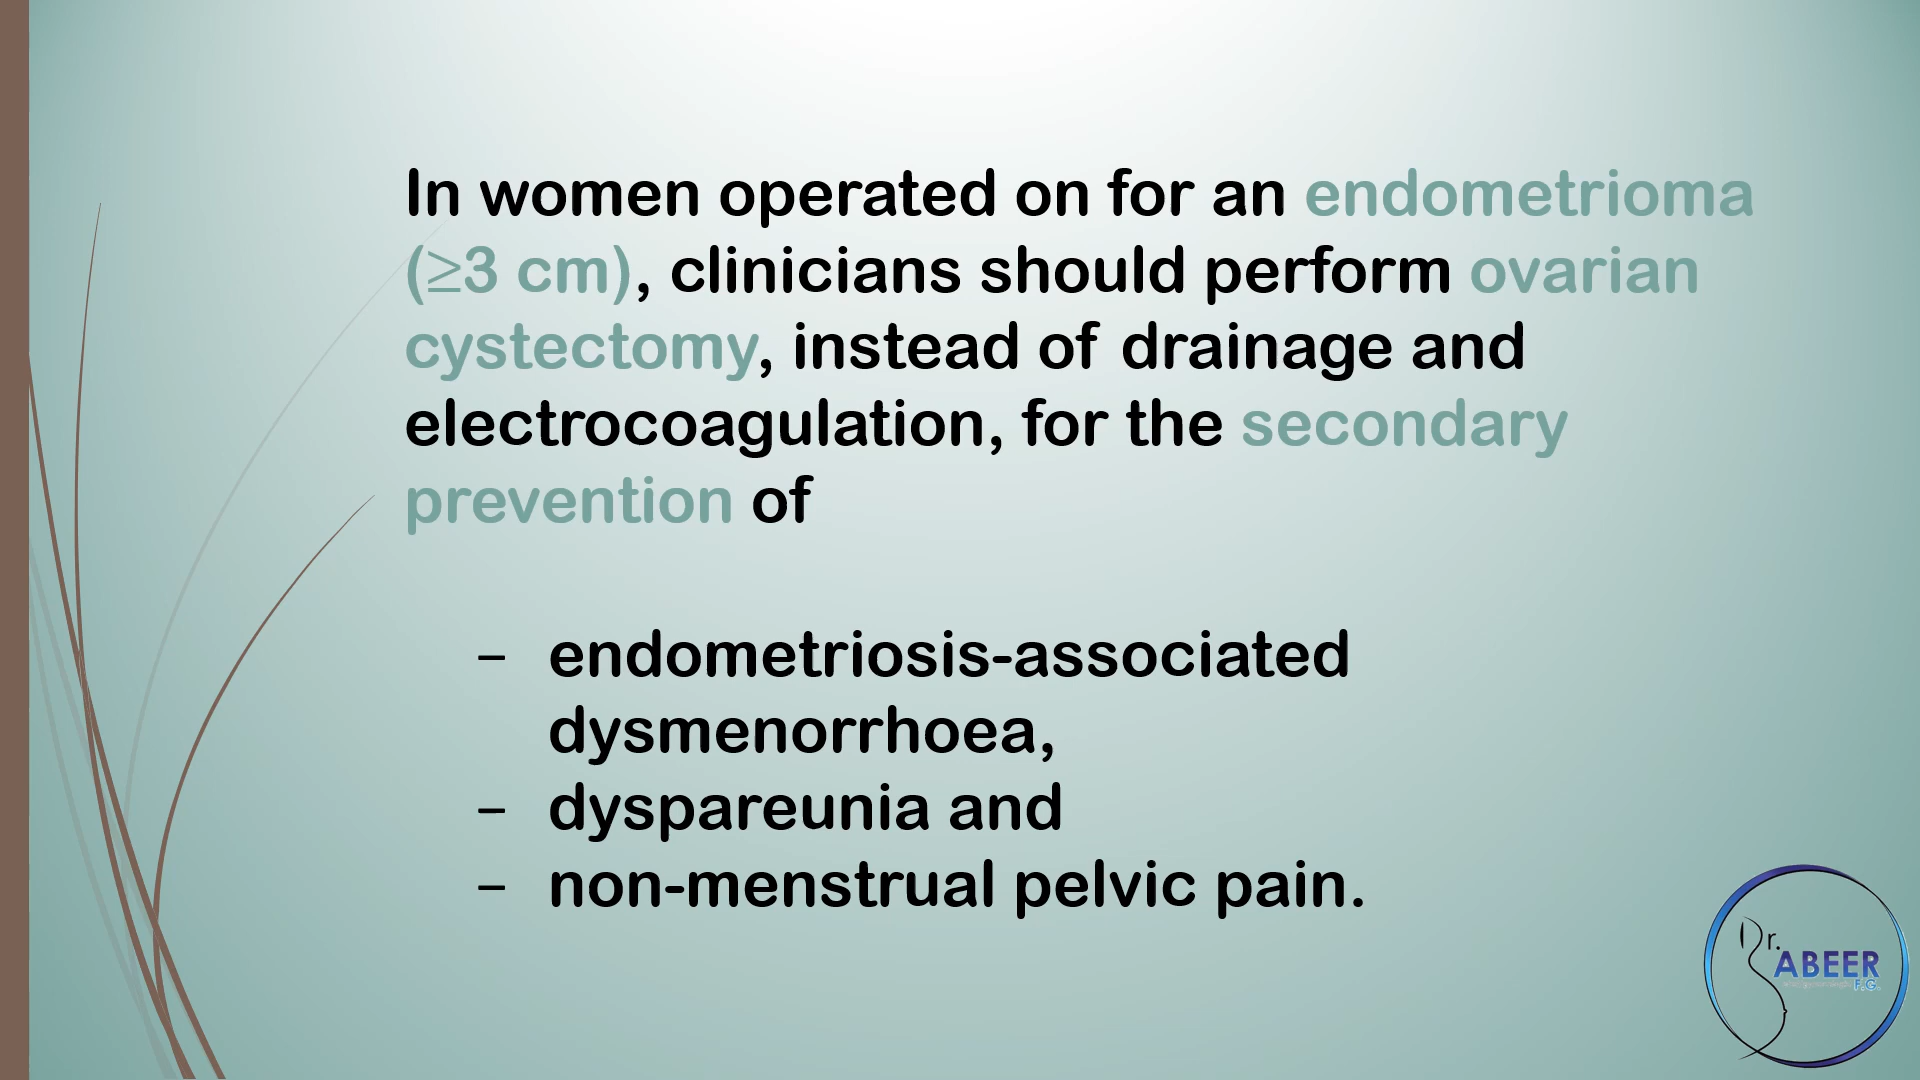 In women operated on for an endometrioma
(≥3 cm), clinicians should perform ovarian
cystectomy, instead of drainage and
electrocoagulation, for the secondary
prevention of
– endometriosis-associated
dysmenorrhoea,
– dyspareunia and
– non-menstrual pelvic pain.
Dr.
ABEER
F.G.